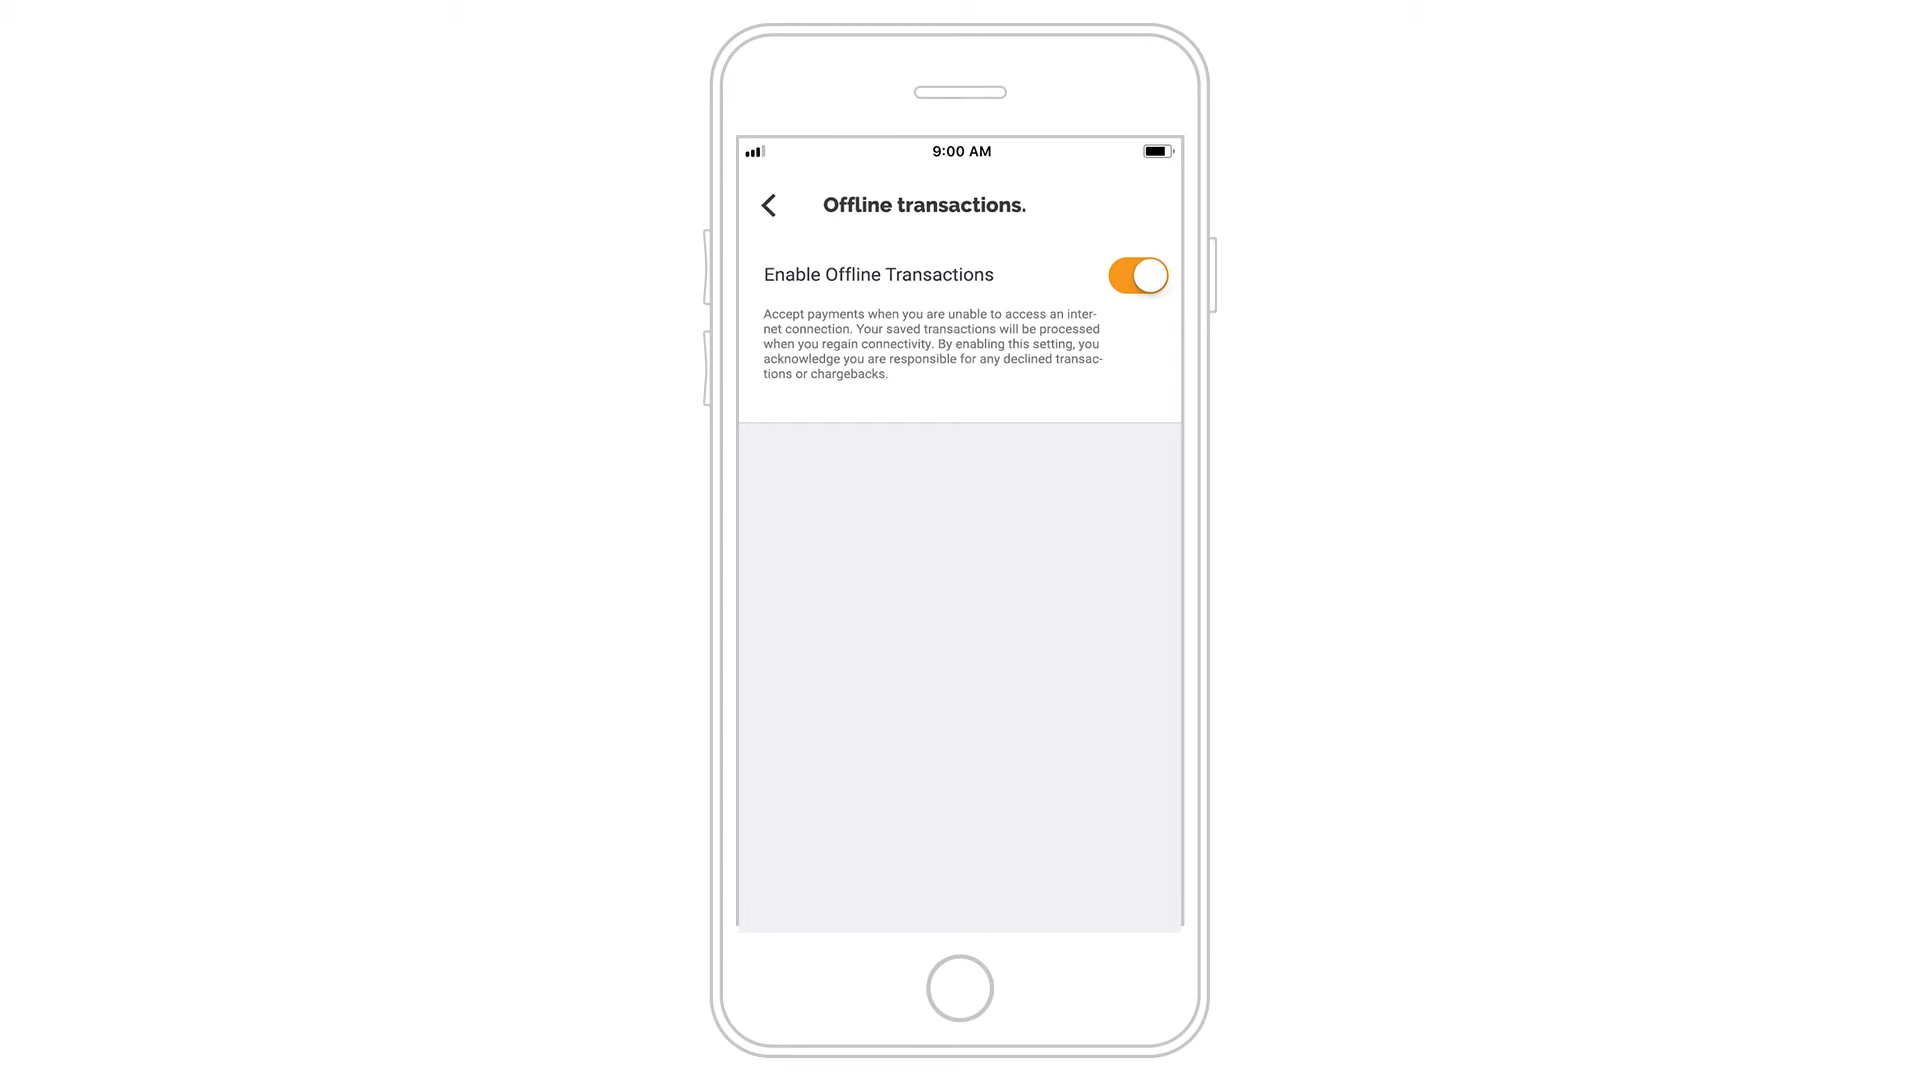 9:00 AM
Offline transactions.
Enable Offline Transactions
Accept payments when you are unable to access an inter-
net connection. Your saved transactions will be processed
when you regain connectivity. By enabling this setting, you
acknowledge you are responsible for any declined transac-
tions or chargebacks.